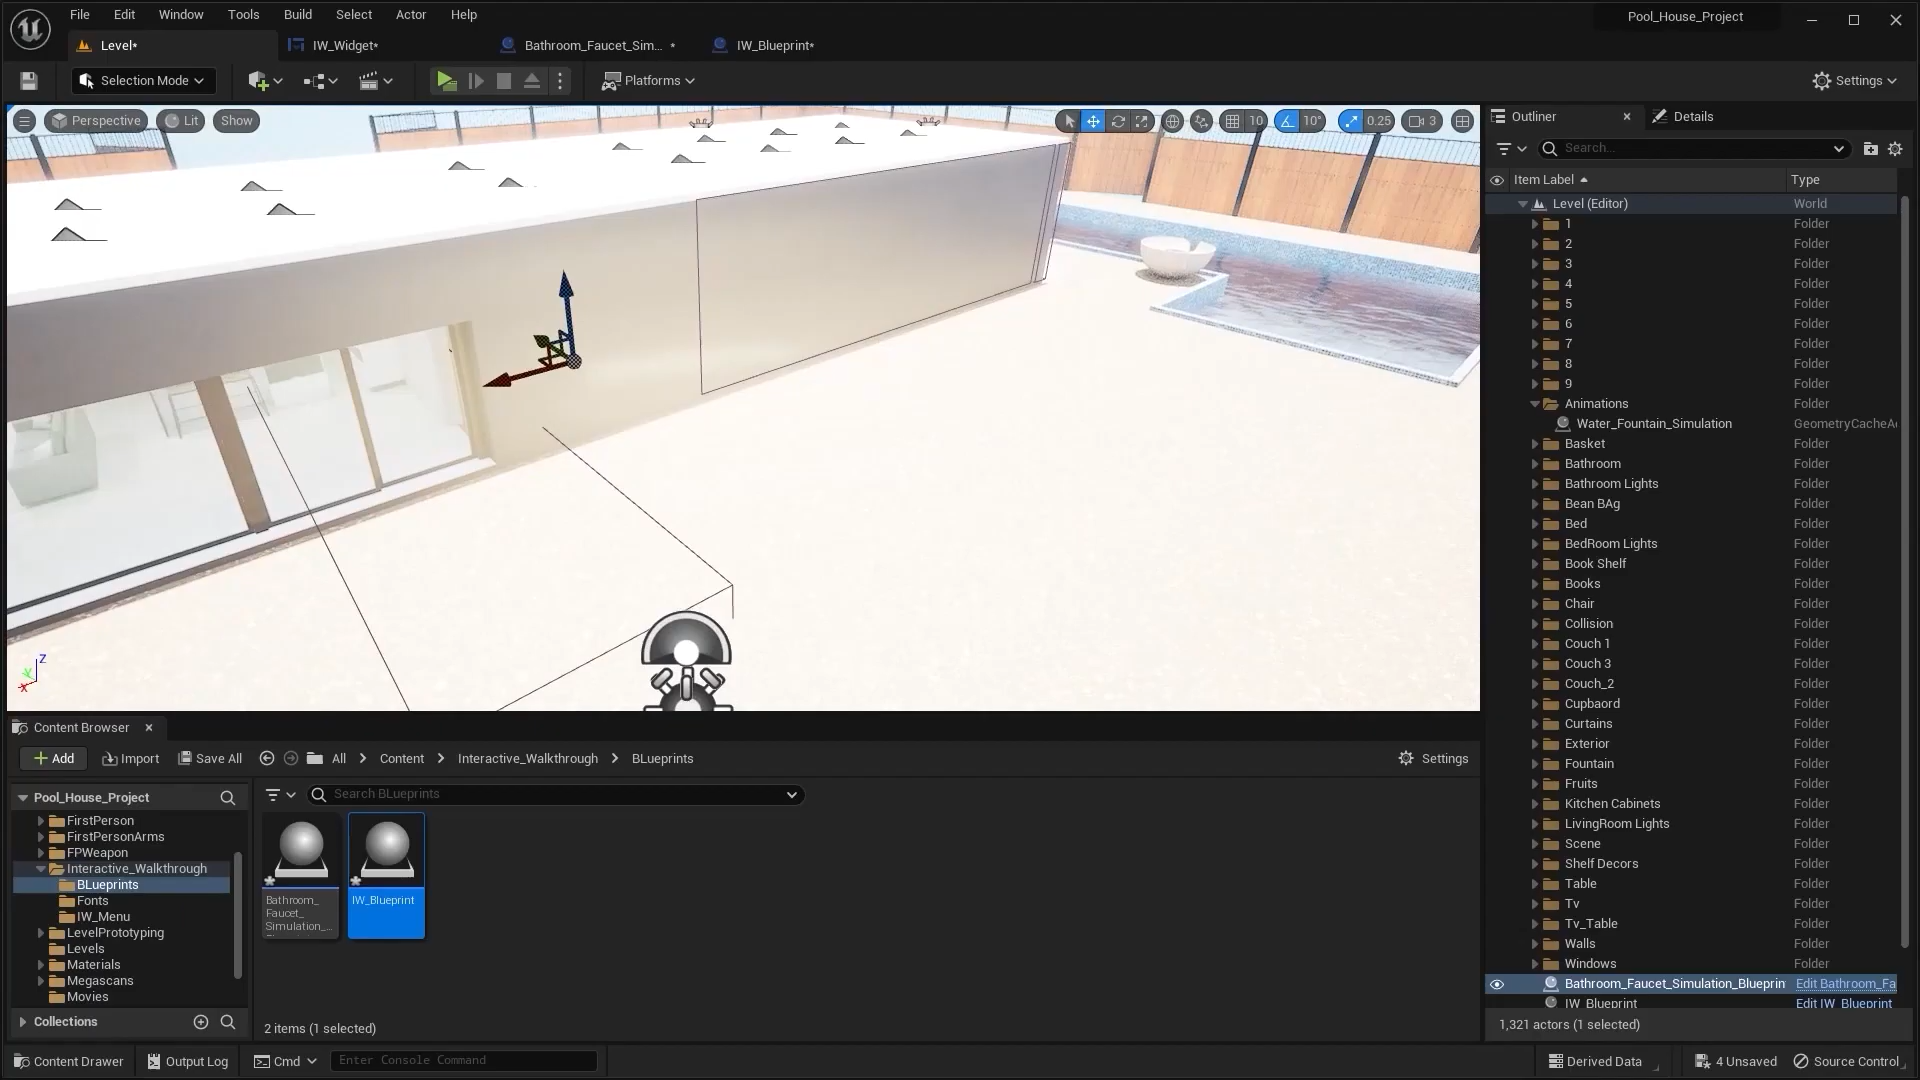 File Edit Window Tools Build Select Actor Help
Pool_House_Project
Level*
IW_Widget*
Bathroom_Faucet_Sim... *
IW_Blueprint*
Selection Mode
Platforms
Settings
Perspective
Lit
Show
10
10°
0.25
3
Outliner
Details
Search...
Item Label
Type
Level (Editor) World
1 Folder
2 Folder
3 Folder
4 Folder
5 Folder
6 Folder
7 Folder
8 Folder
9 Folder
Animations Folder
Water_Fountain_Simulation GeometryCacheA
Basket Folder
Bathroom Folder
Bathroom Lights Folder
Bean BAg Folder
Bed Folder
BedRoom Lights Folder
Book Shelf Folder
Books Folder
Chair Folder
Collision Folder
Couch 1 Folder
Couch 3 Folder
Couch_2 Folder
Cupbaord Folder
Curtains Folder
Exterior Folder
Fountain Folder
Fruits Folder
Kitchen Cabinets Folder
LivingRoom Lights Folder
Scene Folder
Shelf Decors Folder
Table Folder
Tv Folder
Tv_Table Folder
Walls Folder
Windows Folder
Bathroom_Faucet_Simulation_Blueprin Edit Bathroom_Fa
IW_Blueprint Edit IW_Blueprint
1,321 actors (1 selected)
Z
Y
X
Content Browser
Add
Import
Save All
All
Content
Interactive_Walkthrough
BLueprints
Settings
Pool_House_Project
Search BLueprints
FirstPerson
FirstPersonArms
FPWeapon
Interactive_Walkthrough
BLueprints
Fonts
IW_Menu
LevelPrototyping
Levels
Materials
Megascans
Movies
Collections
Bathroom_
Faucet_
Simulation_...
IW_Blueprint
2 items (1 selected)
Content Drawer
Output Log
Cmd
Enter Console Command
Derived Data
4 Unsaved
Source Control